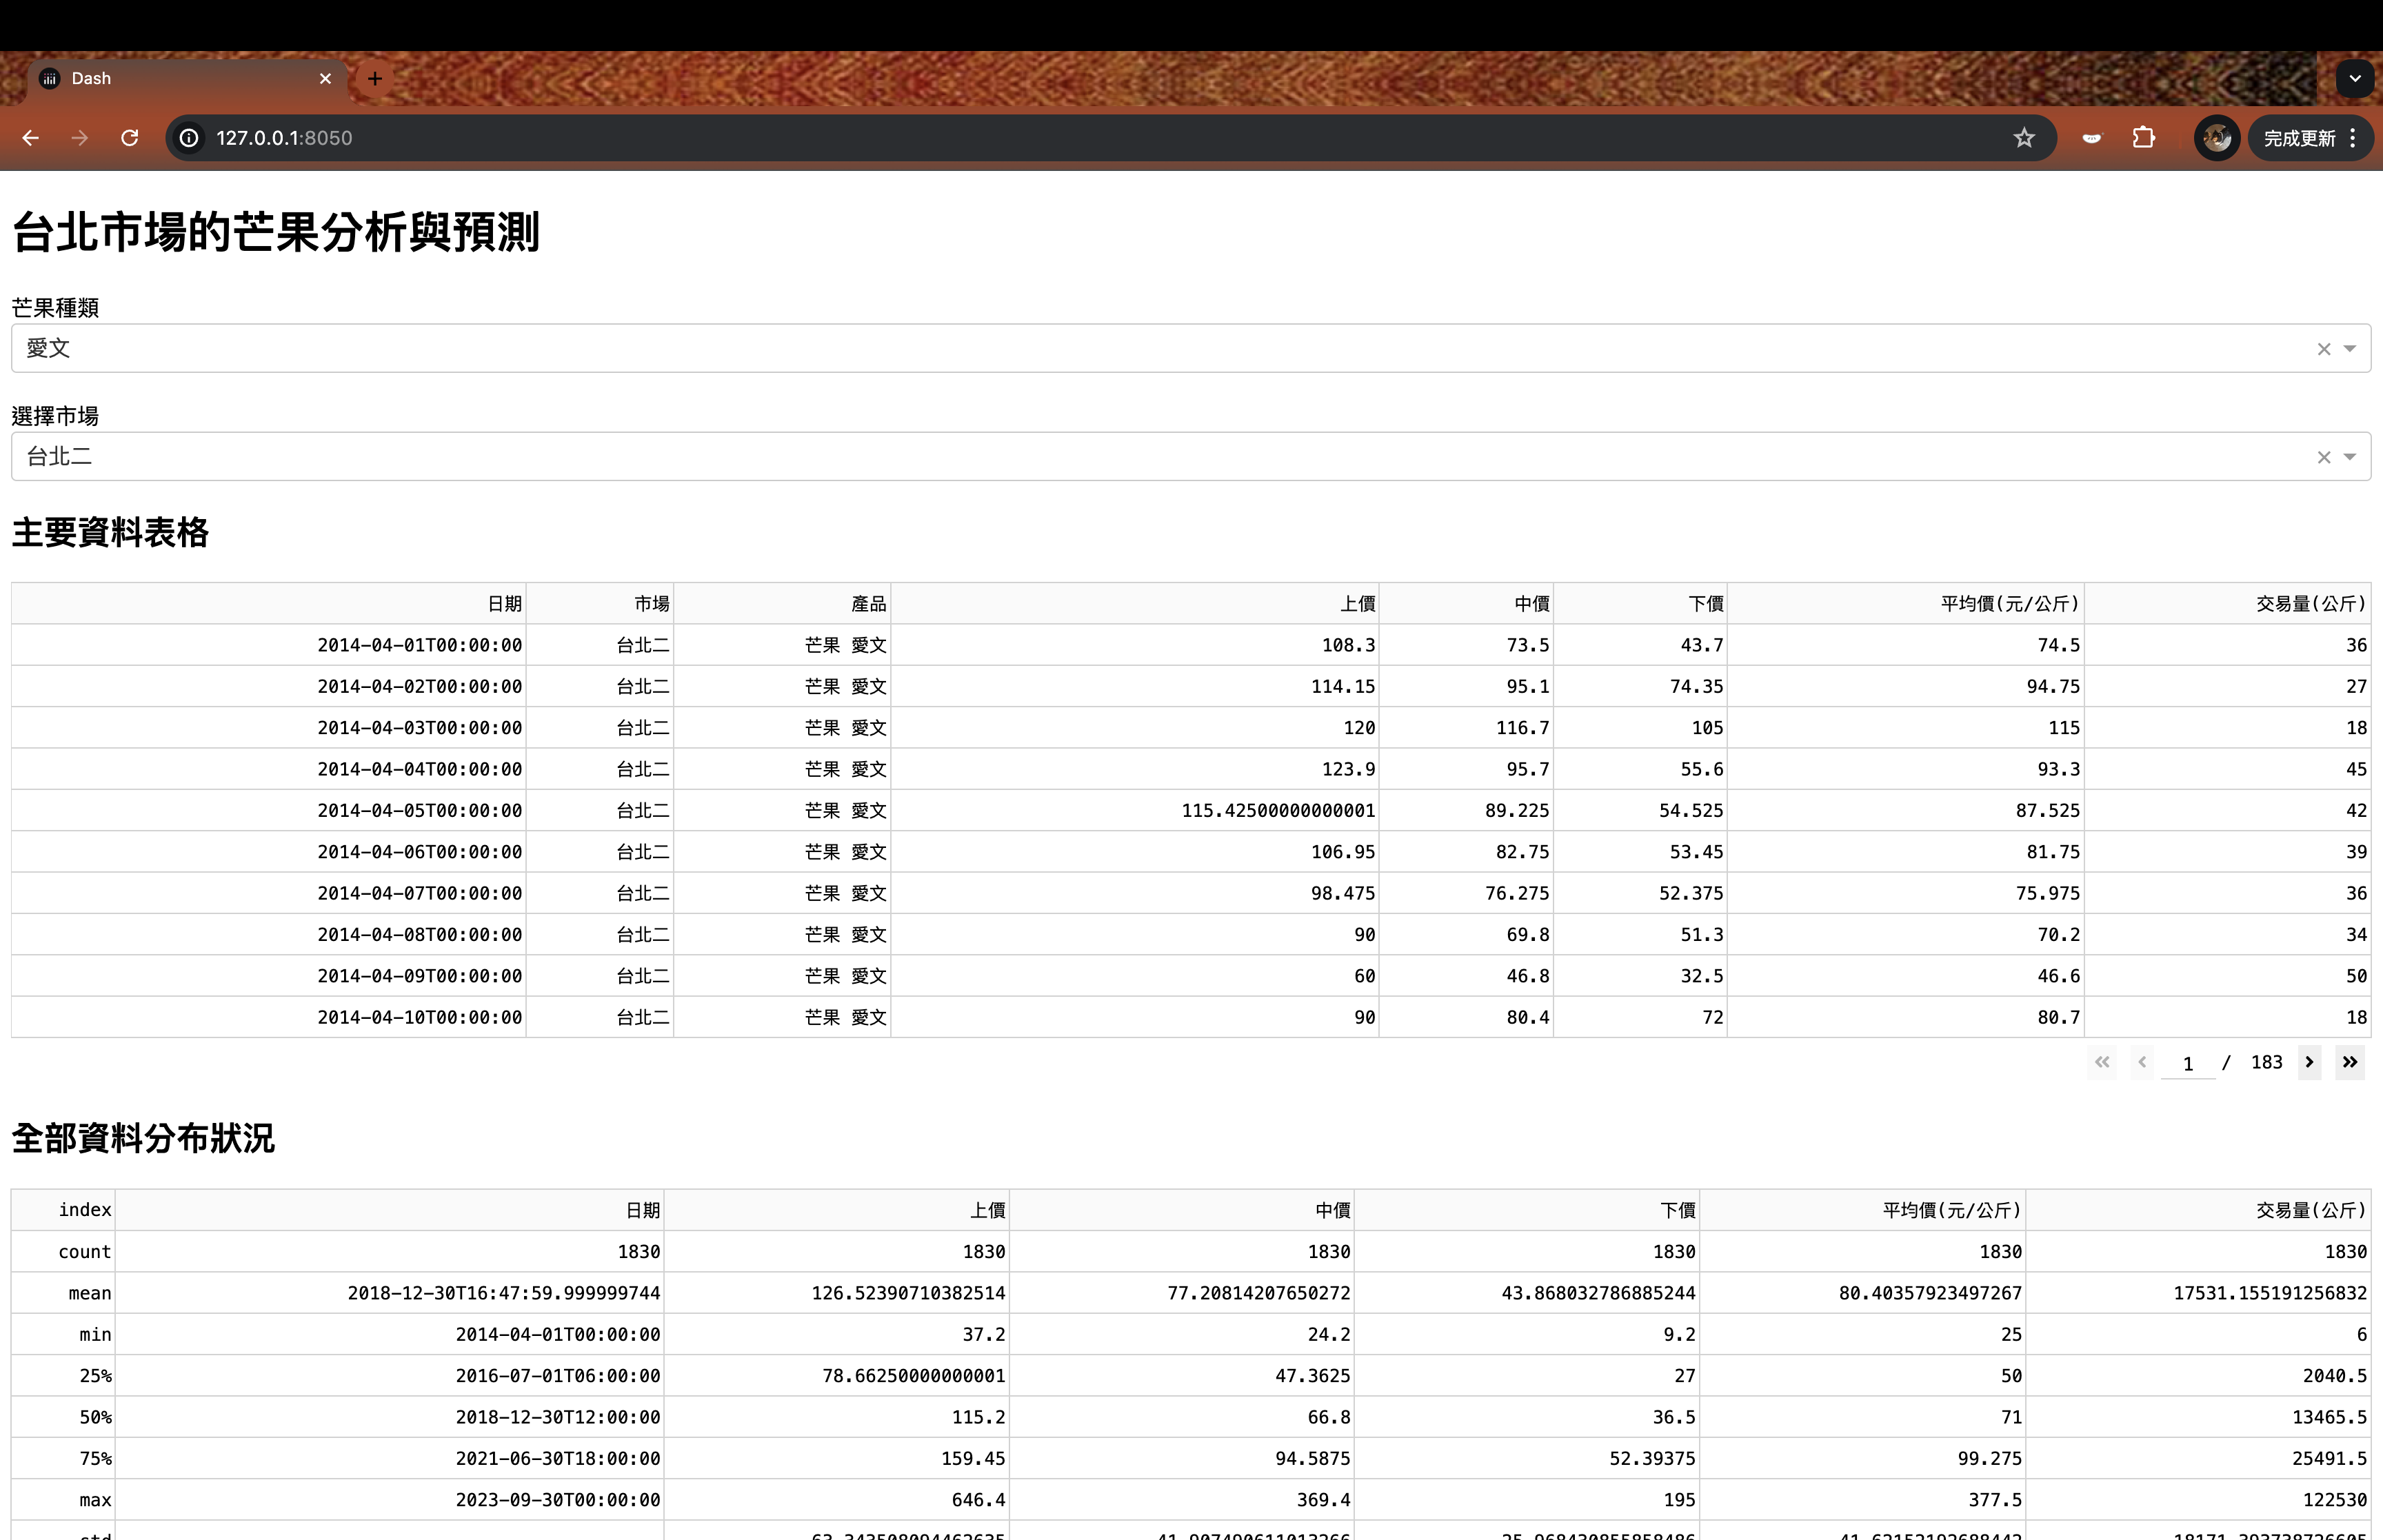 Dash
127.0.0.1:8050
完成更新
台北市場的芒果分析與預測
芒果種類
愛文
選擇市場
台北二
主要資料表格
日期 市場 產品 上價 中價 下價 平均價(元/公斤) 交易量(公斤)
2014-04-01T00:00:00 台北二 芒果 愛文 108.3 73.5 43.7 74.5 36
2014-04-02T00:00:00 台北二 芒果 愛文 114.15 95.1 74.35 94.75 27
2014-04-03T00:00:00 台北二 芒果 愛文 120 116.7 105 115 18
2014-04-04T00:00:00 台北二 芒果 愛文 123.9 95.7 55.6 93.3 45
2014-04-05T00:00:00 台北二 芒果 愛文 115.42500000000001 89.225 54.525 87.525 42
2014-04-06T00:00:00 台北二 芒果 愛文 106.95 82.75 53.45 81.75 39
2014-04-07T00:00:00 台北二 芒果 愛文 98.475 76.275 52.375 75.975 36
2014-04-08T00:00:00 台北二 芒果 愛文 90 69.8 51.3 70.2 34
2014-04-09T00:00:00 台北二 芒果 愛文 60 46.8 32.5 46.6 50
2014-04-10T00:00:00 台北二 芒果 愛文 90 80.4 72 80.7 18
1 / 183
全部資料分布狀況
index 日期 上價 中價 下價 平均價(元/公斤) 交易量(公斤)
count 1830 1830 1830 1830 1830 1830
mean 2018-12-30T16:47:59.999999744 126.52390710382514 77.20814207650272 43.868032786885244 80.40357923497267 17531.155191256832
min 2014-04-01T00:00:00 37.2 24.2 9.2 25 6
25% 2016-07-01T06:00:00 78.66250000000001 47.3625 27 50 2040.5
50% 2018-12-30T12:00:00 115.2 66.8 36.5 71 13465.5
75% 2021-06-30T18:00:00 159.45 94.5875 52.39375 99.275 25491.5
max 2023-09-30T00:00:00 646.4 369.4 195 377.5 122530